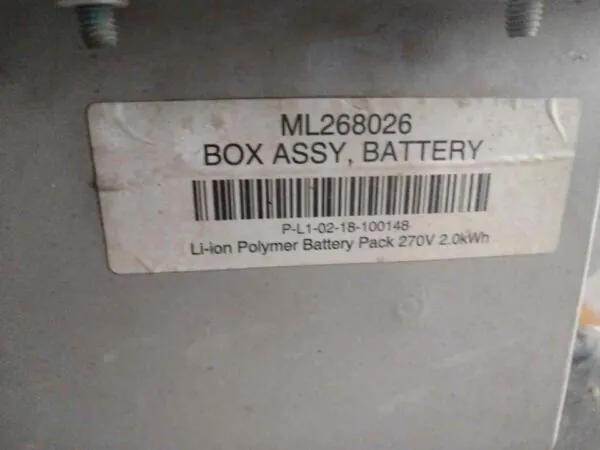 ML268026
BOX ASSY, BATTERY
P-L1-02-18-100148
Li-ion Polymer Battery Pack 270V 2.0kWh